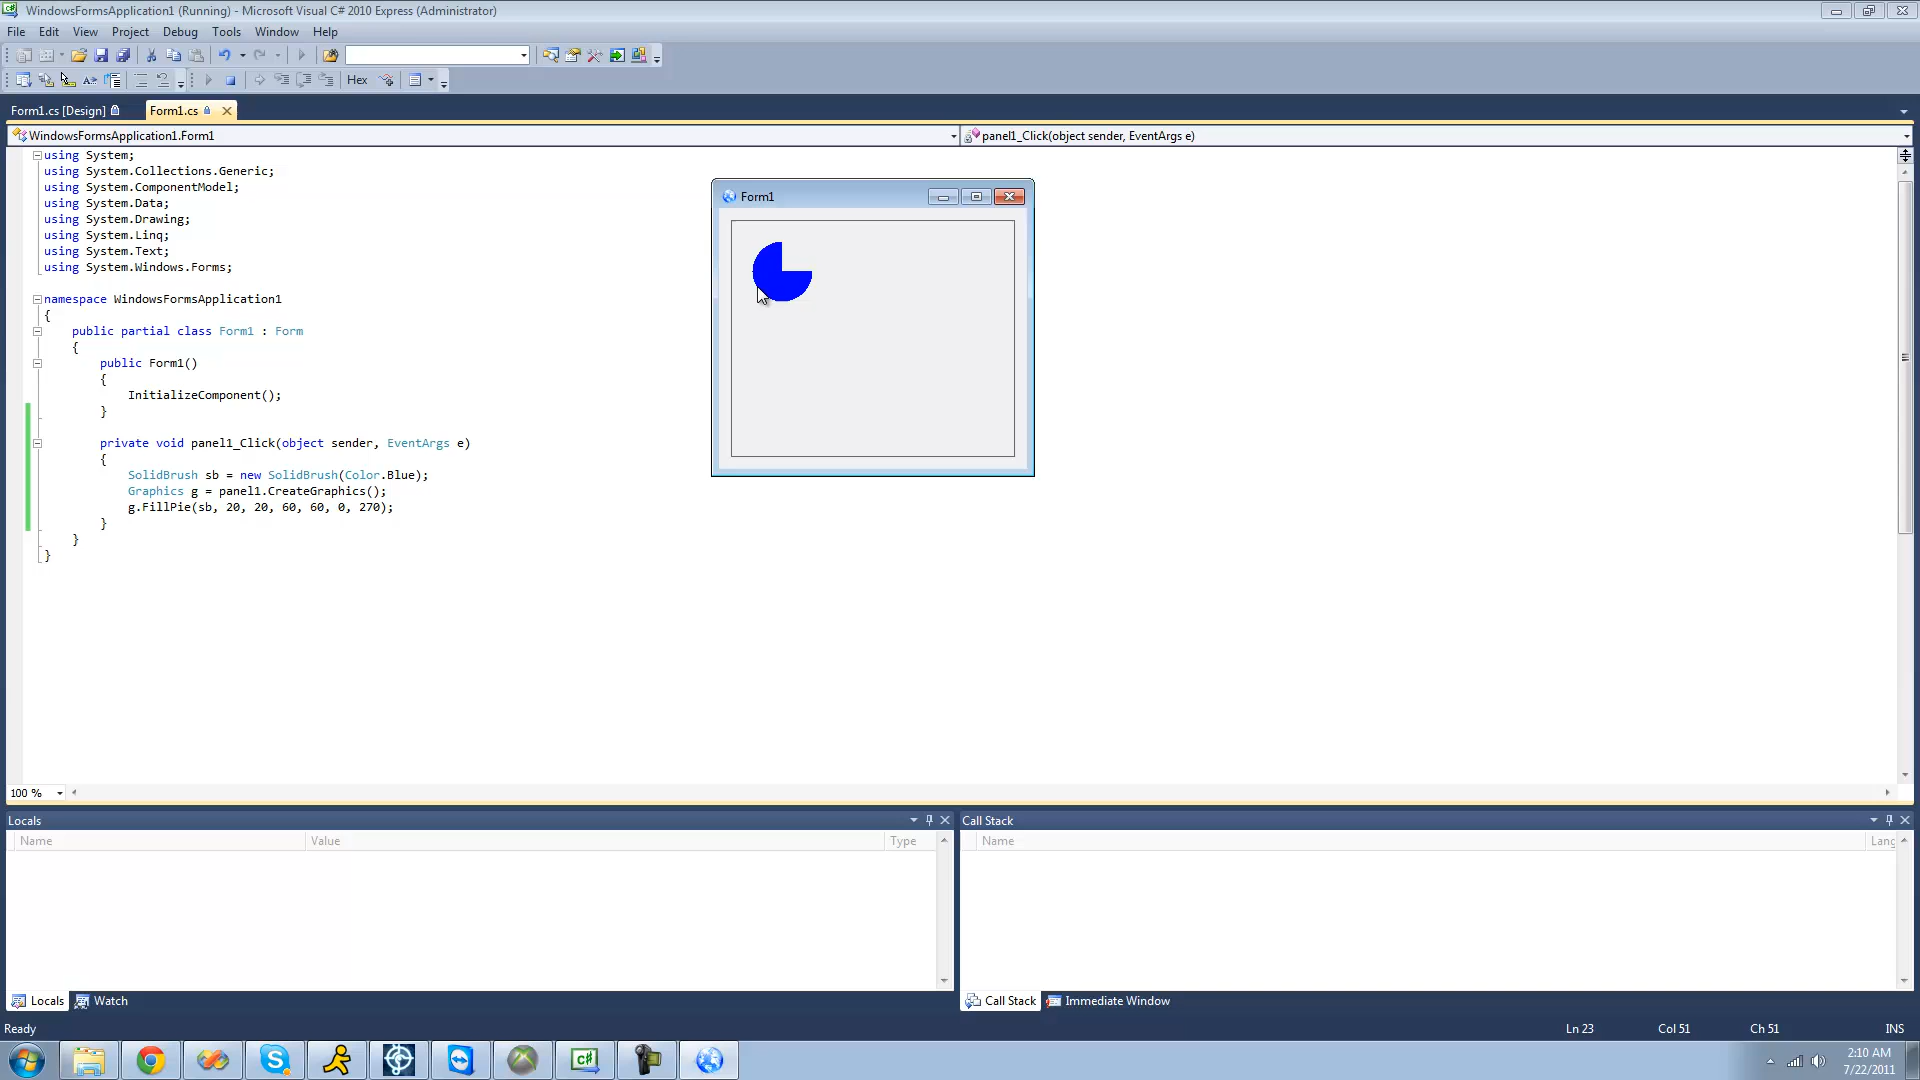 WindowsFormsApplication1 (Running) - Microsoft Visual C# 2010 Express (Administrator)
File Edit View Project Debug Tools Window Help
Hex
Form1.cs [Design] Form1.cs
WindowsFormsApplication1.Form1 panel1_Click(object sender, EventArgs e)
using System;
using System.Collections.Generic;
using System.ComponentModel;
using System.Data;
using System.Drawing;
using System.Linq;
using System.Text;
using System.Windows.Forms;
namespace WindowsFormsApplication1
{
public partial class Form1 : Form
{
public Form1()
{
InitializeComponent();
}
private void panel1_Click(object sender, EventArgs e)
{
SolidBrush sb = new SolidBrush(Color.Blue);
Graphics g = panel1.CreateGraphics();
g.FillPie(sb, 20, 20, 60, 60, 0, 270);
}
}
}
Form1
100 %
Locals
Name Value Type
Call Stack
Name Lang
Locals Watch
Call Stack Immediate Window
Ready Ln 23 Col 51 Ch 51 INS
C#
2:10 AM
7/22/2011